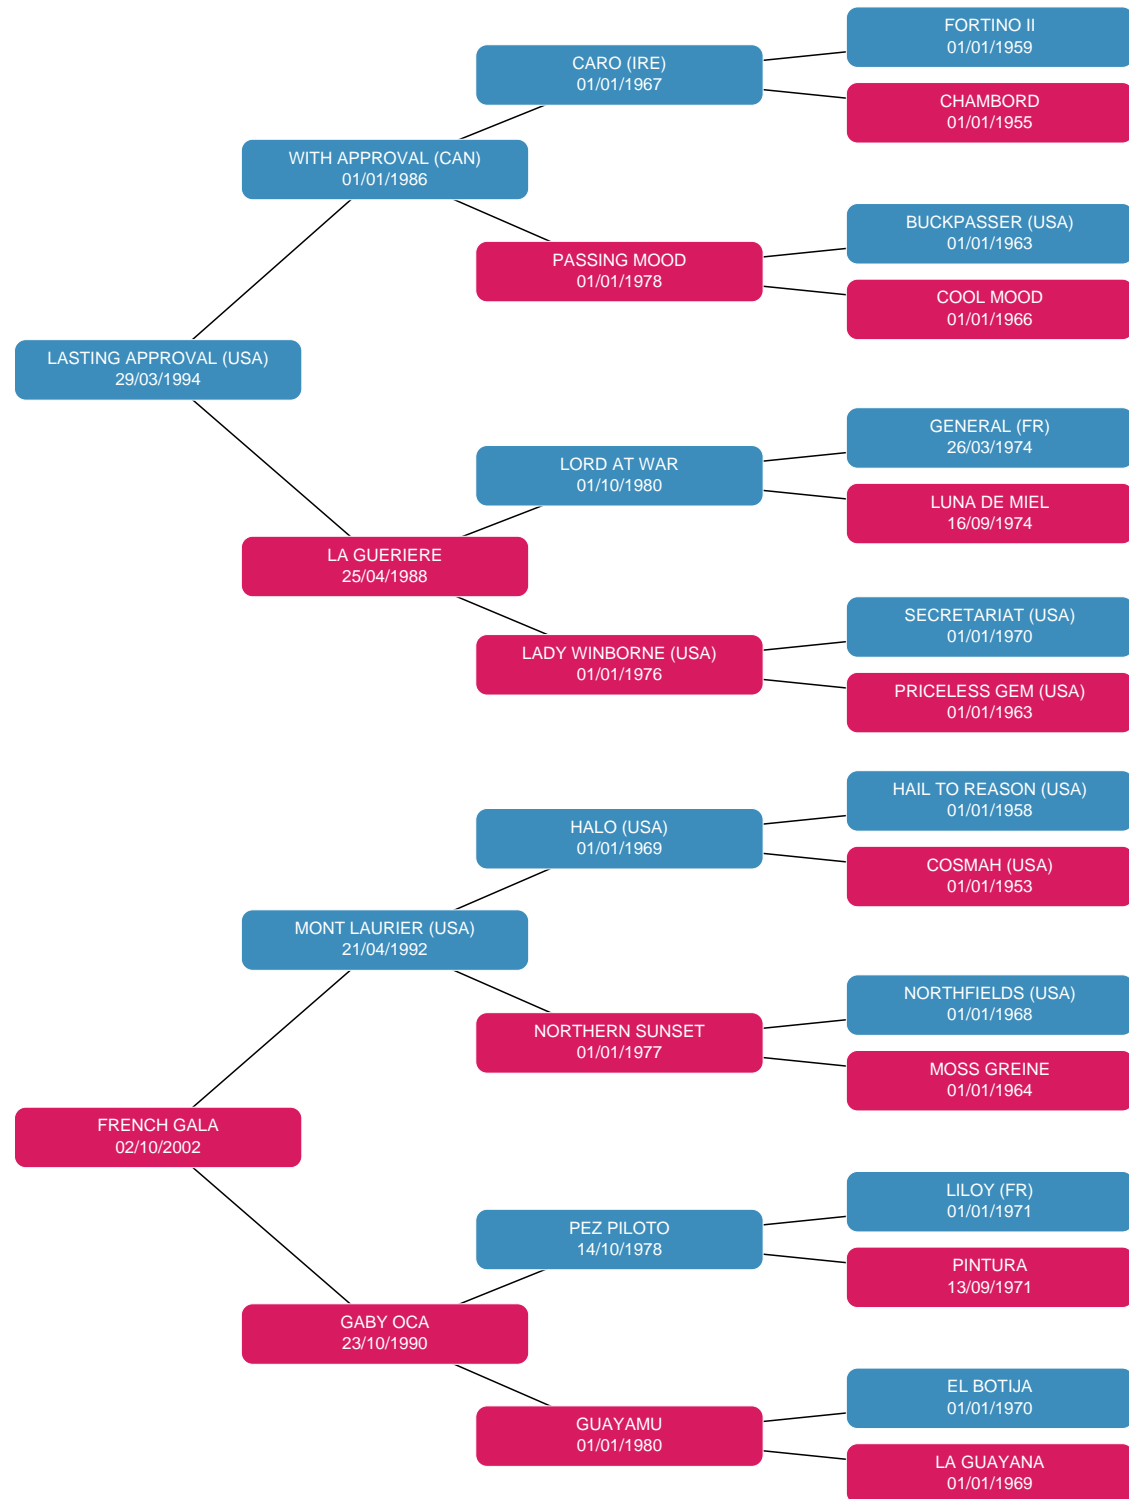 FORTINO II
01/01/1959
CARO (IRE)
01/01/1967
CHAMBORD
01/01/1955
WITH APPROVAL (CAN)
01/01/1986
BUCKPASSER (USA)
01/01/1963
PASSING MOOD
01/01/1978
COOL MOOD
01/01/1966
LASTING APPROVAL (USA)
29/03/1994
GENERAL (FR)
26/03/1974
LORD AT WAR
01/10/1980
LUNA DE MIEL
16/09/1974
LA GUERIERE
25/04/1988
SECRETARIAT (USA)
01/01/1970
LADY WINBORNE (USA)
01/01/1976
PRICELESS GEM (USA)
01/01/1963
HAIL TO REASON (USA)
01/01/1958
HALO (USA)
01/01/1969
COSMAH (USA)
01/01/1953
MONT LAURIER (USA)
21/04/1992
NORTHFIELDS (USA)
01/01/1968
NORTHERN SUNSET
01/01/1977
MOSS GREINE
01/01/1964
FRENCH GALA
02/10/2002
LILOY (FR)
01/01/1971
PEZ PILOTO
14/10/1978
PINTURA
13/09/1971
GABY OCA
23/10/1990
EL BOTIJA
01/01/1970
GUAYAMU
01/01/1980
LA GUAYANA
01/01/1969